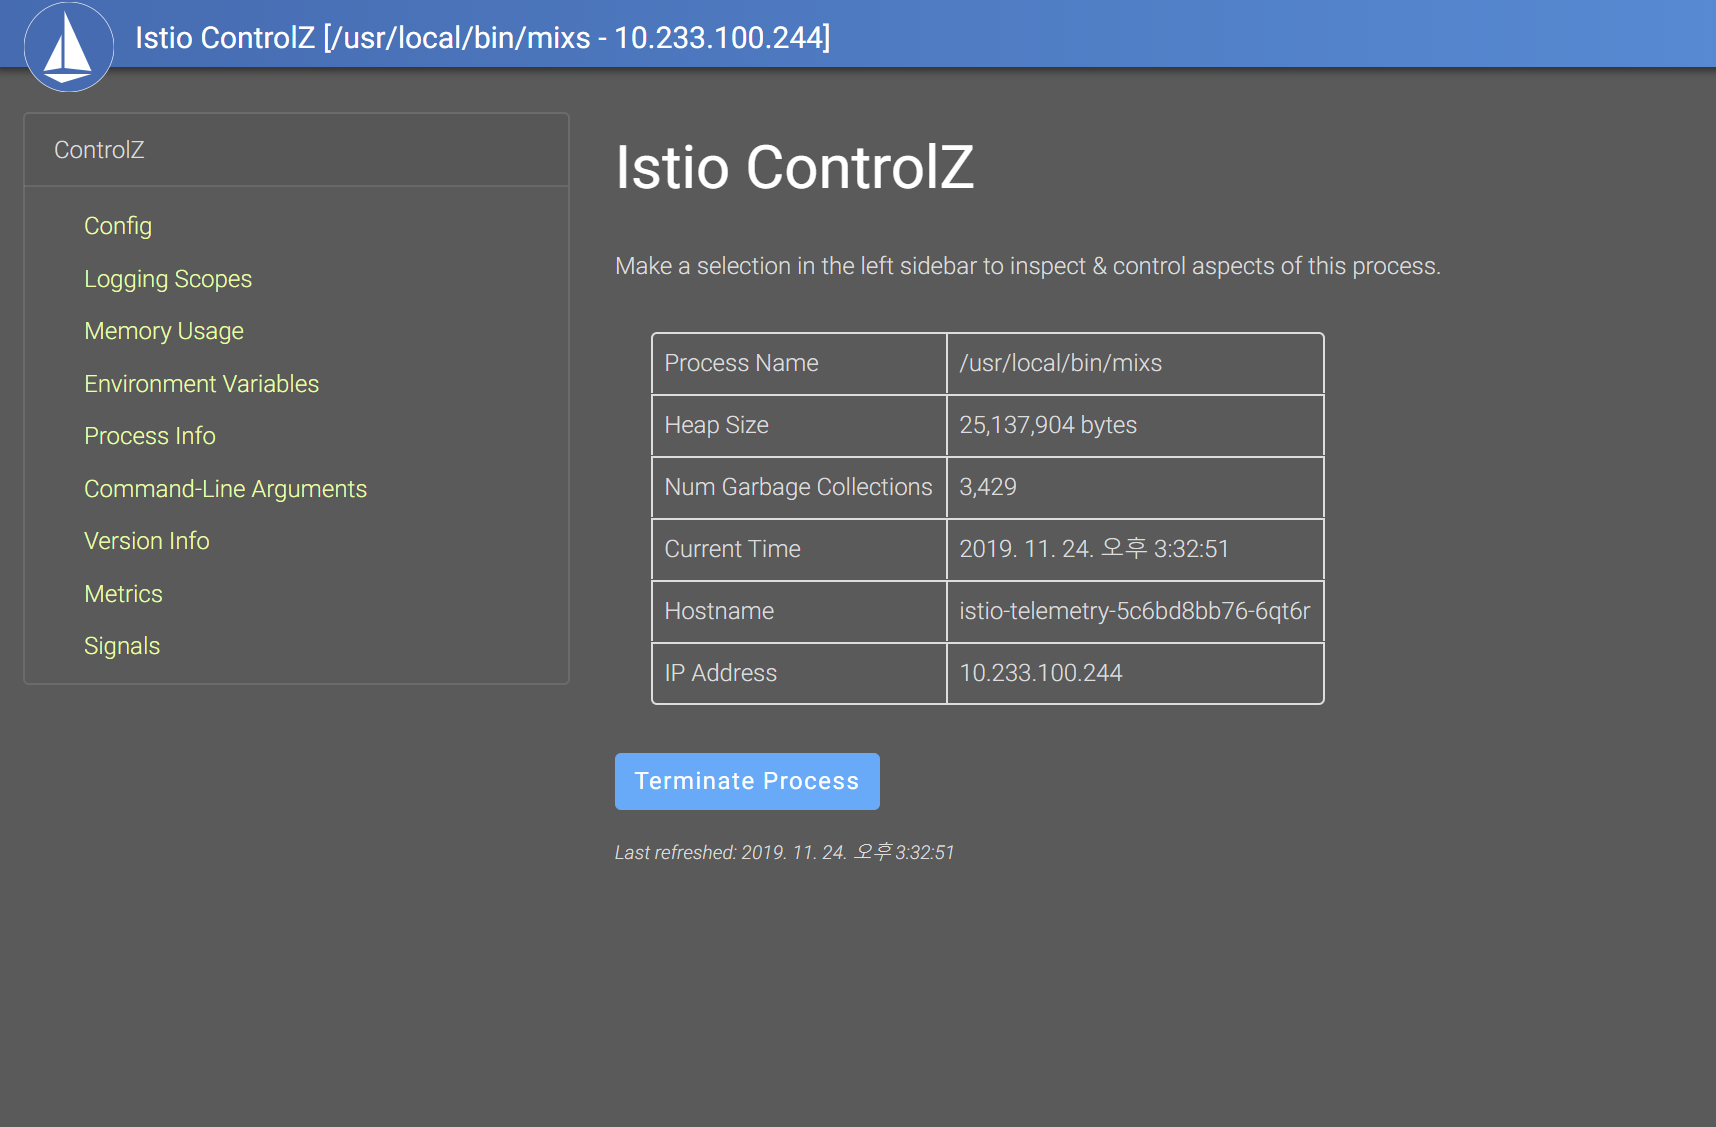 Istio ControlZ [/usr/local/bin/mixs - 10.233.100.244]
ControlZ
Config
Logging Scopes
Memory Usage
Environment Variables
Process Info
Command-Line Arguments
Version Info
Metrics
Signals
Istio ControlZ
Make a selection in the left sidebar to inspect & control aspects of this process.
Process Name /usr/local/bin/mixs
Heap Size 25,137,904 bytes
Num Garbage Collections 3,429
Current Time 2019. 11. 24. 오후 3:32:51
Hostname istio-telemetry-5c6bd8bb76-6qt6r
IP Address 10.233.100.244
Terminate Process
Last refreshed: 2019. 11. 24. 오후 3:32:51